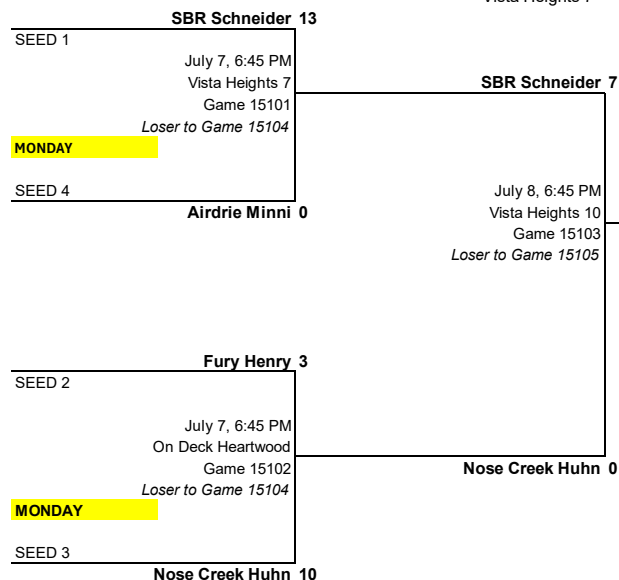 SBR Schneider 13
SEED 1
July 7, 6:45 PM
Vista Heights 7
Game 15101
Loser to Game 15104
MONDAY
SEED 4
Airdrie Minni 0
SBR Schneider 7
July 8, 6:45 PM
Vista Heights 10
Game 15103
Loser to Game 15105
Nose Creek Huhn 0
Fury Henry 3
SEED 2
July 7, 6:45 PM
On Deck Heartwood
Game 15102
Loser to Game 15104
MONDAY
SEED 3
Nose Creek Huhn 10